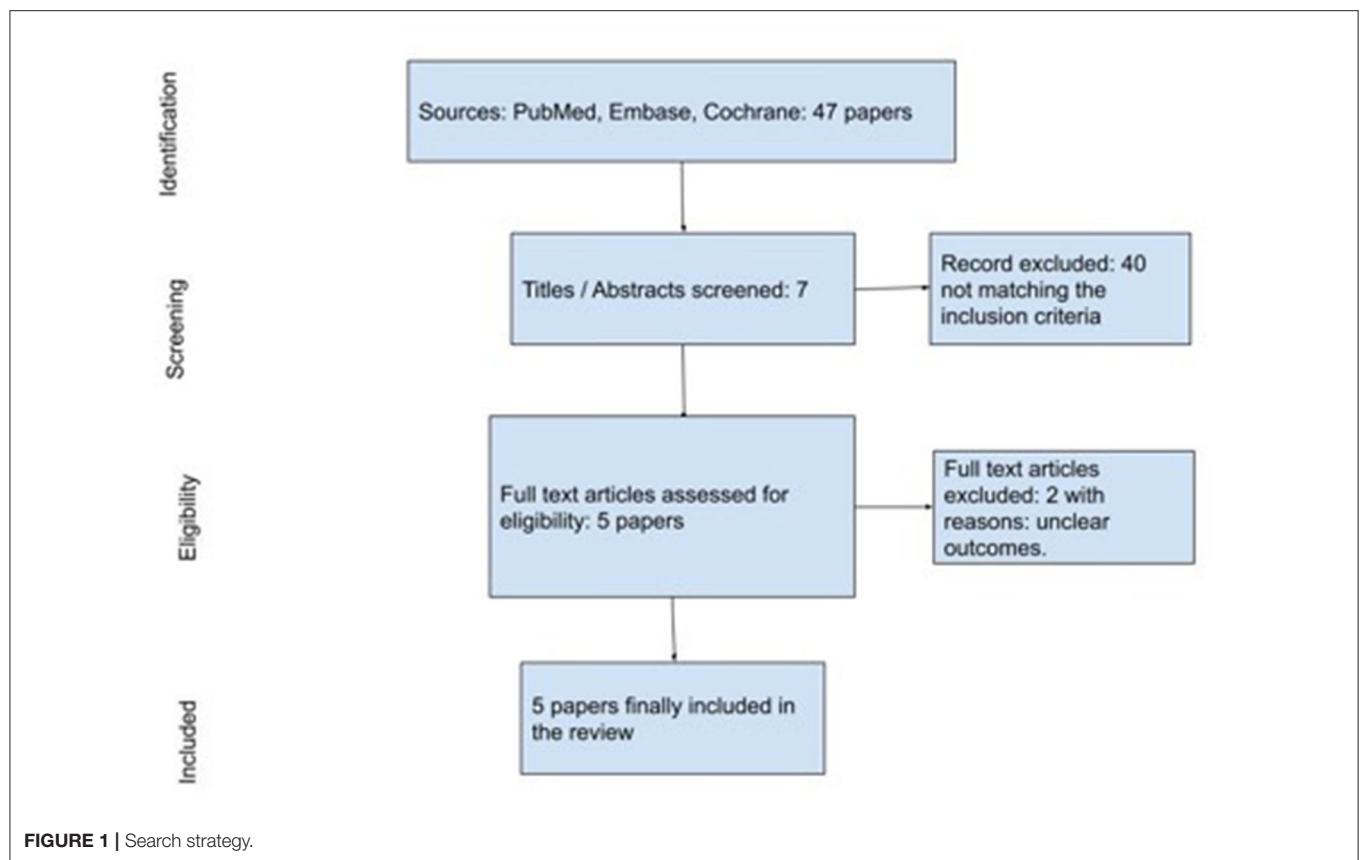 Identification
Sources: PubMed, Embase, Cochrane: 47 papers
Screening
Titles / Abstracts screened: 7
Record excluded: 40
not matching the
inclusion criteria
Eligibility
Full text articles assessed for
eligibility: 5 papers
Full text articles
excluded: 2 with
reasons: unclear
outcomes.
Included
5 papers finally included in
the review
FIGURE 1 | Search strategy.